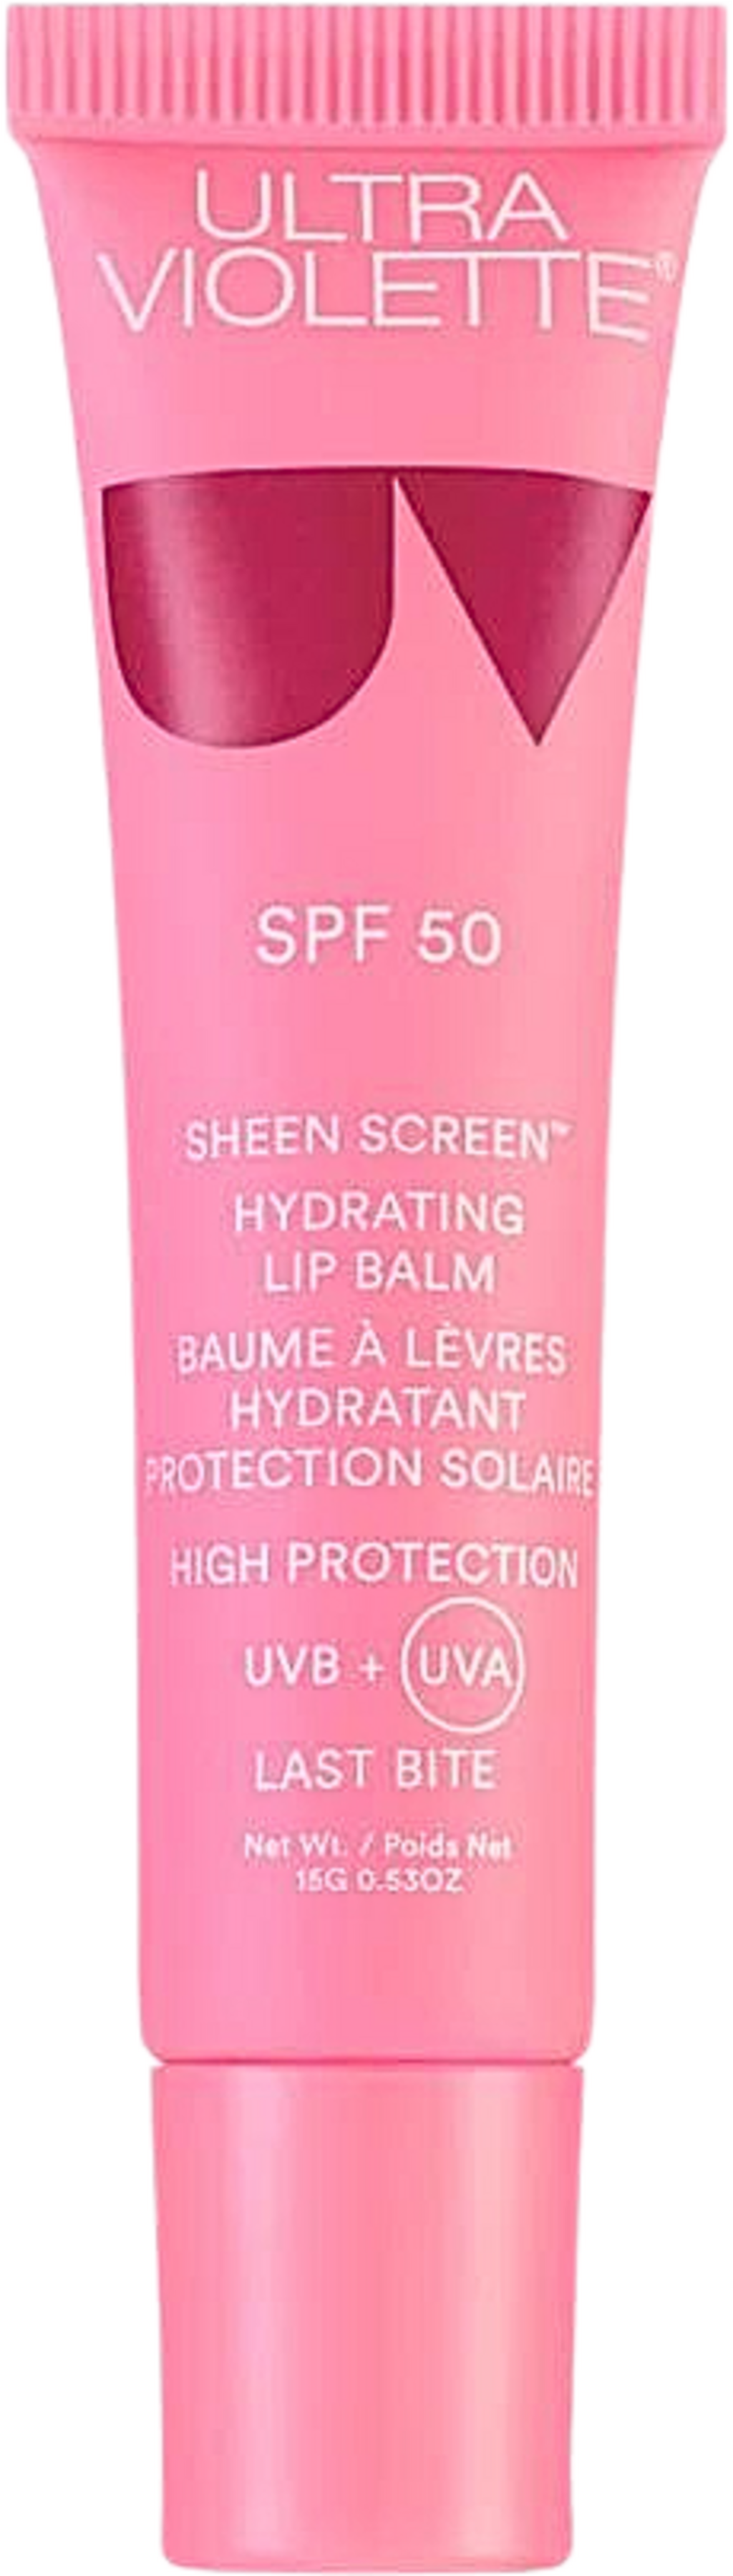 ULTRA
VIOLETTE®
UV
SPF 50
SHEEN SCREEN™
HYDRATING
LIP BALM
BAUME À LÈVRES
HYDRATANT
PROTECTION SOLAIRE
HIGH PROTECTION
UVB + UVA
LAST BITE
Net Wt. / Poids Net
15G 0.53OZ